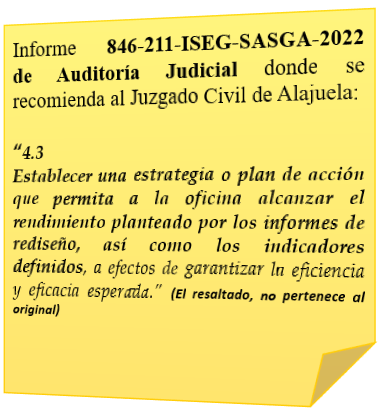 Informe 846-211-ISEG-SASGA-2022
de Auditoría Judicial donde se
recomienda al Juzgado Civil de Alajuela:
“4.3
Establecer una estrategia o plan de acción
que permita a la oficina alcanzar el
rendimiento planteado por los informes de
rediseño, así como los indicadores
definidos, a efectos de garantizar la eficiencia
y eficacia esperada.” (El resaltado, no pertenece al
original)